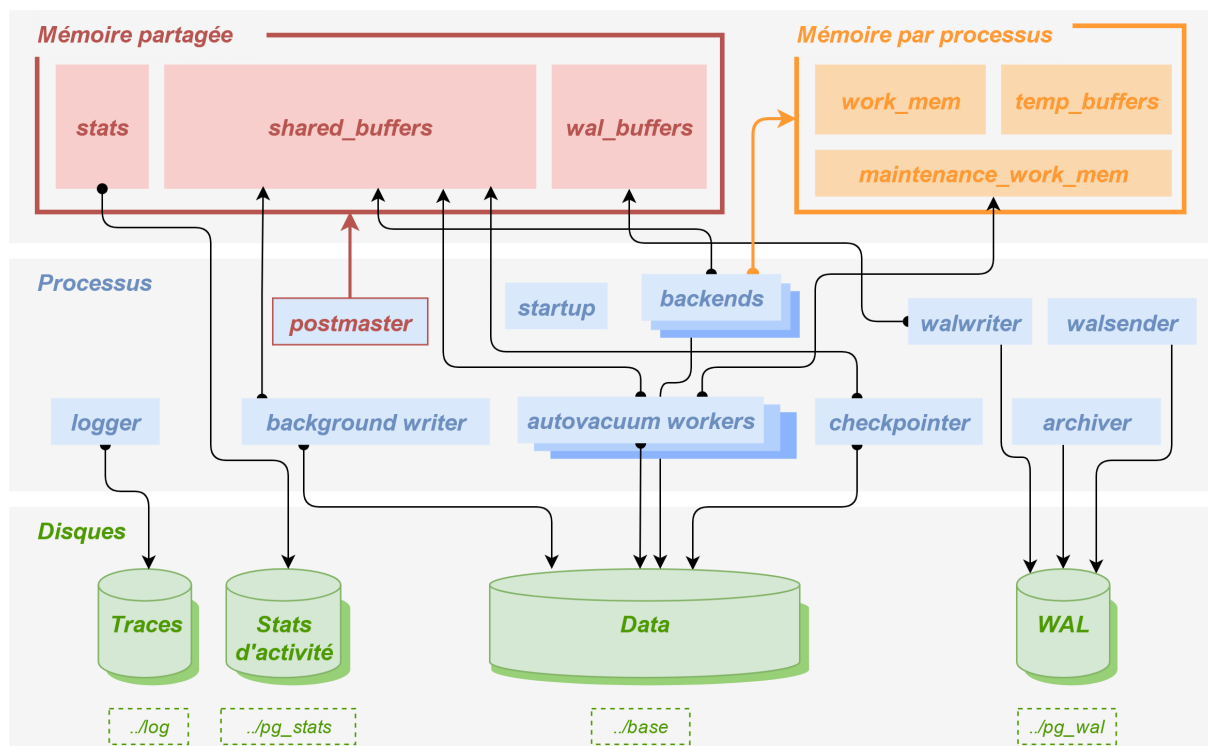 Mémoire partagée
Mémoire par processus
stats
shared_buffers
wal_buffers
work_mem
temp_buffers
maintenance_work_mem
Processus
postmaster
startup
backends
walwriter
walsender
logger
background writer
autovacuum workers
checkpointer
archiver
Disques
Traces
Stats
d'activité
Data
WAL
../log
../pg_stats
../base
../pg_wal